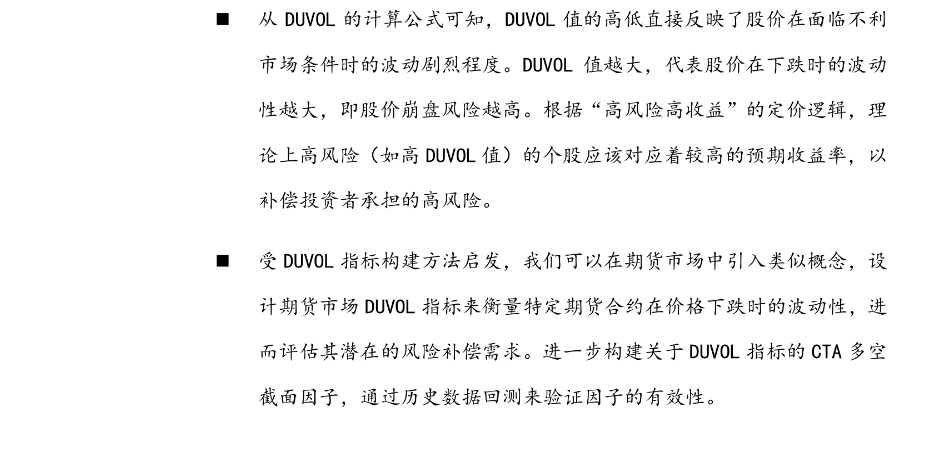 ■ 从 DUVOL 的计算公式可知，DUVOL 值的高低直接反映了股价在面临不利
市场条件时的波动剧烈程度。DUVOL 值越大，代表股价在下跌时的波动
性越大，即股价崩盘风险越高。根据“高风险高收益”的定价逻辑，理
论上高风险（如高 DUVOL 值）的个股应该对应着较高的预期收益率，以
补偿投资者承担的高风险。
■ 受 DUVOL 指标构建方法启发，我们可以在期货市场中引入类似概念，设
计期货市场 DUVOL 指标来衡量特定期货合约在价格下跌时的波动性，进
而评估其潜在的风险补偿需求。进一步构建关于 DUVOL 指标的 CTA 多空
截面因子，通过历史数据回测来验证因子的有效性。